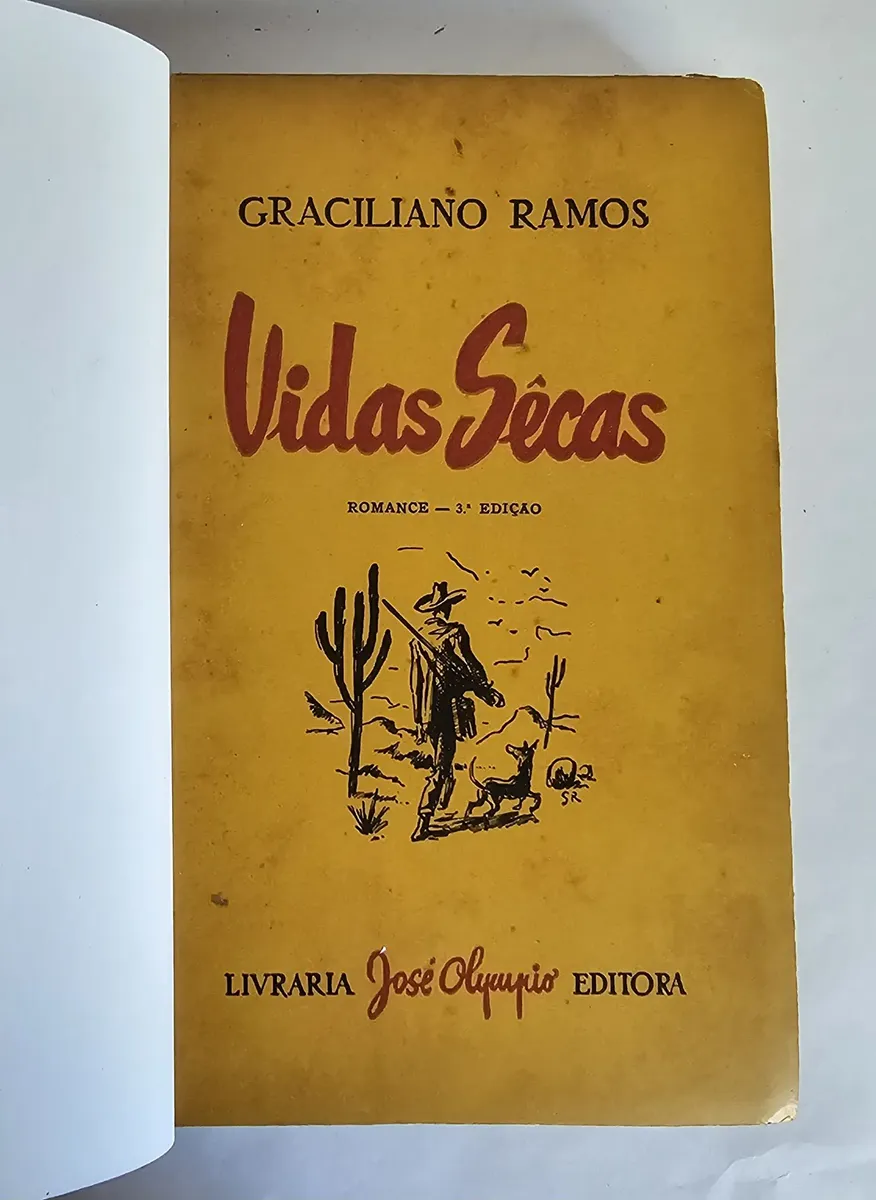 GRACILIANO RAMOS
Vidas Sêcas
ROMANCE — 3.ª EDIÇÃO
SR
LIVRARIA José Olympio EDITORA